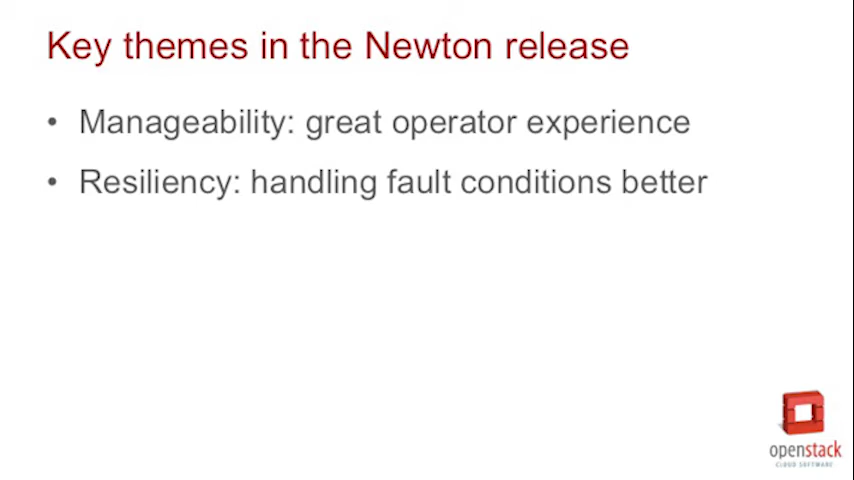 Key themes in the Newton release
• Manageability: great operator experience
• Resiliency: handling fault conditions better
openstack
CLOUD SOFTWARE